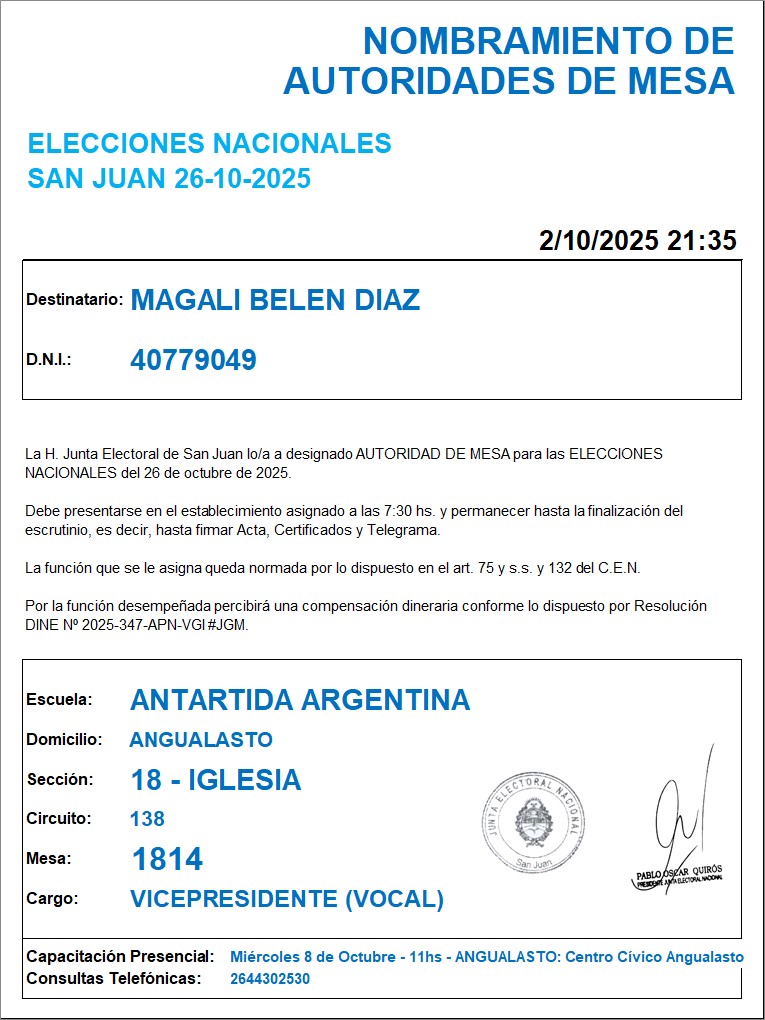 NOMBRAMIENTO DE
AUTORIDADES DE MESA
ELECCIONES NACIONALES
SAN JUAN 26-10-2025
2/10/2025 21:35
Destinatario: MAGALI BELEN DIAZ
D.N.I.: 40779049
La H. Junta Electoral de San Juan lo/a a designado AUTORIDAD DE MESA para las ELECCIONES
NACIONALES del 26 de octubre de 2025.
Debe presentarse en el establecimiento asignado a las 7:30 hs. y permanecer hasta la finalización del
escrutinio, es decir, hasta firmar Acta, Certificados y Telegrama.
La función que se le asigna queda normada por lo dispuesto en el art. 75 y s.s. y 132 del C.E.N.
Por la función desempeñada percibirá una compensación dineraria conforme lo dispuesto por Resolución
DINE Nº 2025-347-APN-VGI#JGM.
Escuela: ANTARTIDA ARGENTINA
Domicilio: ANGUALASTO
Sección: 18 - IGLESIA
Circuito: 138
Mesa: 1814
Cargo: VICEPRESIDENTE (VOCAL)
JUNTA ELECTORAL NACIONAL
San Juan
PABLO OSCAR QUIRÓS
PRESIDENTE JUNTA ELECTORAL NACIONAL
Capacitación Presencial: Miércoles 8 de Octubre - 11hs - ANGUALASTO: Centro Cívico Angualasto
Consultas Telefónicas: 2644302530